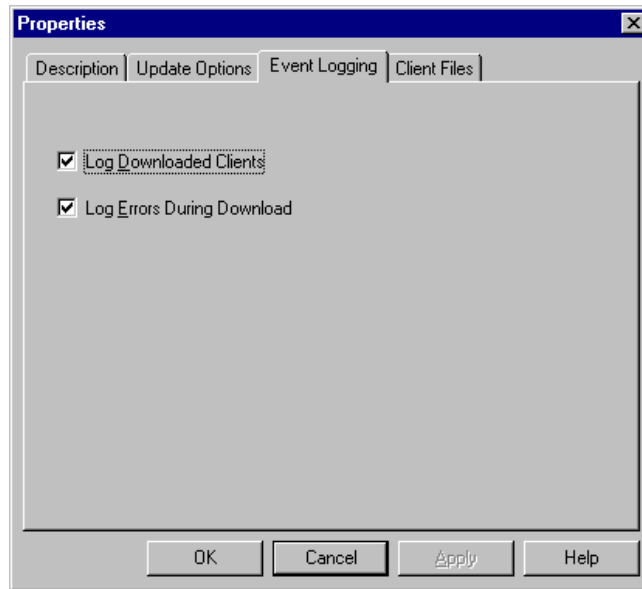 Properties
Description Update Options Event Logging Client Files
Log Downloaded Clients
Log Errors During Download
OK Cancel Apply Help